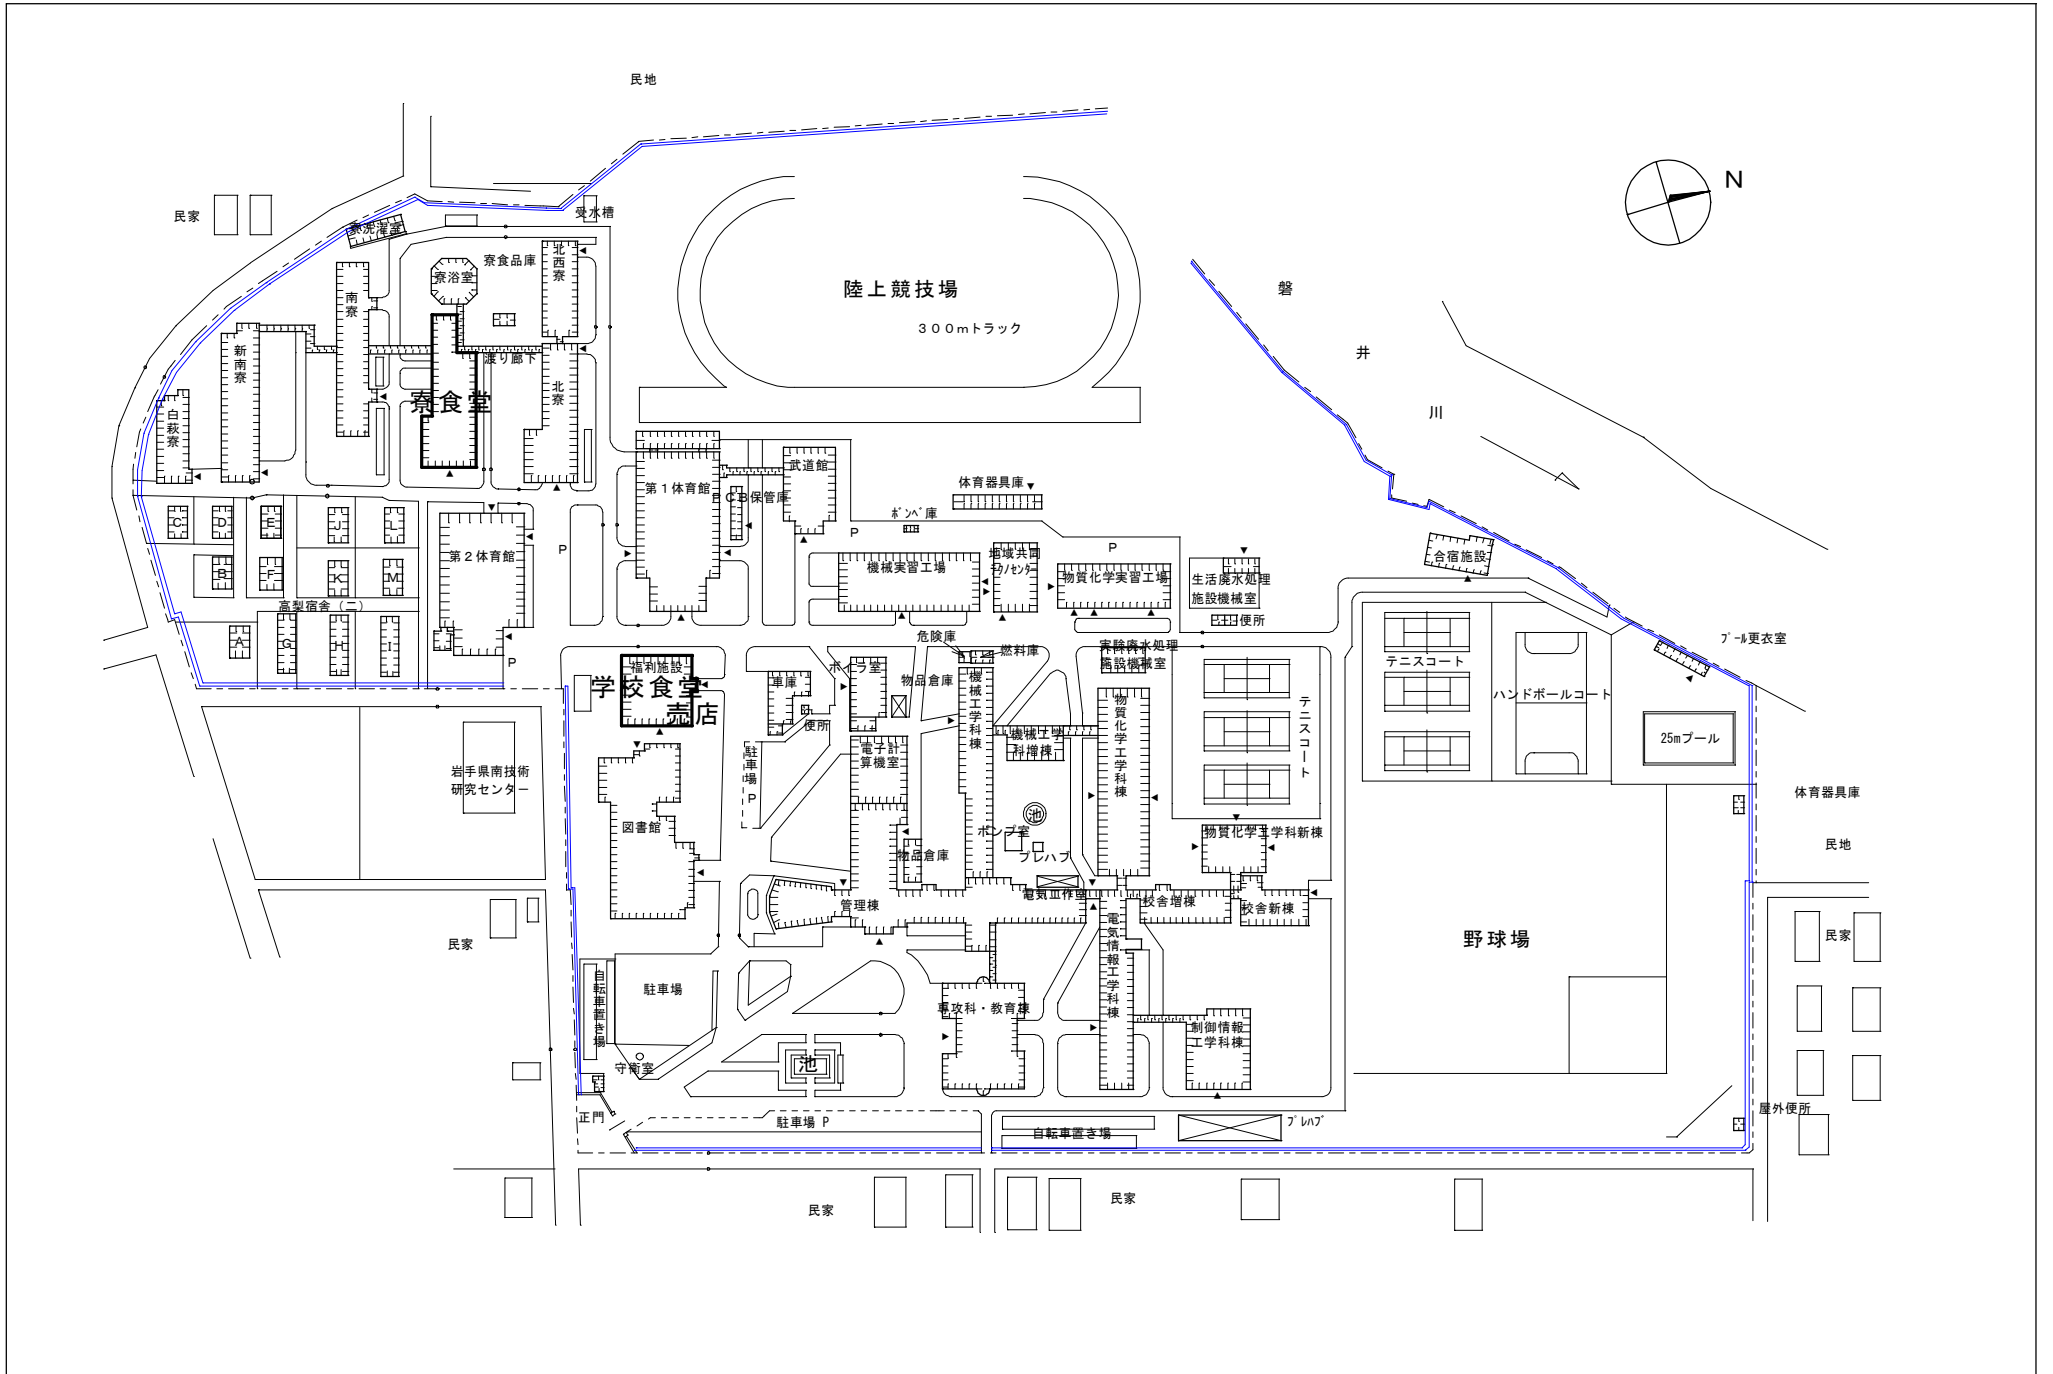 民地
N
民家
受水槽
寮洗濯室
北西寮
寮食品庫
寮浴室
南寮
陸上競技場
300mトラック
磐
井
川
新南寮
渡り廊下
北寮
寮食堂
白萩寮
武道館
第1体育館
PCB保管庫
体育器具庫
ボンベ庫
C
D
E
J
L
P
P
P
第2体育館
機械実習工場
地域共同
テクノセンター
物質化学実習工場
生活廃水処理
施設機械室
合宿施設
B
F
K
M
高梨宿舎(二)
便所
A
G
H
I
P
危険庫
燃料庫
実験廃水処理
施設機械室
プール更衣室
福利施設
学校食堂
売店
車庫
便所
ボイラ室
物品倉庫
機械工学科棟
物質化学工学科棟
テニスコート
テニスコート
ハンドボールコート
25mプール
機械工学
科増棟
電子計
算機室
駐車場
P
岩手県南技術
研究センター
図書館
池
ポンプ室
プレハブ
物質化学工学科新棟
体育器具庫
民地
物品倉庫
電気工作室
管理棟
校舎増棟
校舎新棟
電気情報工学科棟
野球場
民家
民家
自転車置き場
駐車場
専攻科・教育棟
制御情報
工学科棟
守衛室
池
正門
駐車場 P
自転車置き場
プレハブ
屋外便所
民家
民家